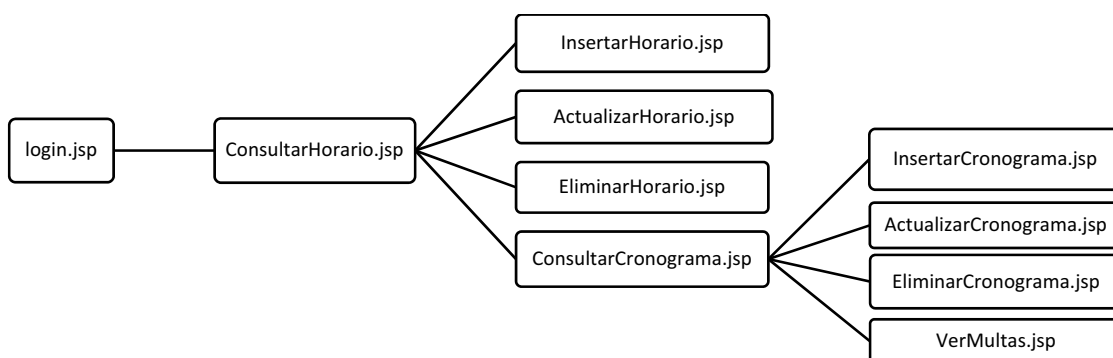 login.jsp
ConsultarHorario.jsp
InsertarHorario.jsp
ActualizarHorario.jsp
EliminarHorario.jsp
ConsultarCronograma.jsp
InsertarCronograma.jsp
ActualizarCronograma.jsp
EliminarCronograma.jsp
VerMultas.jsp